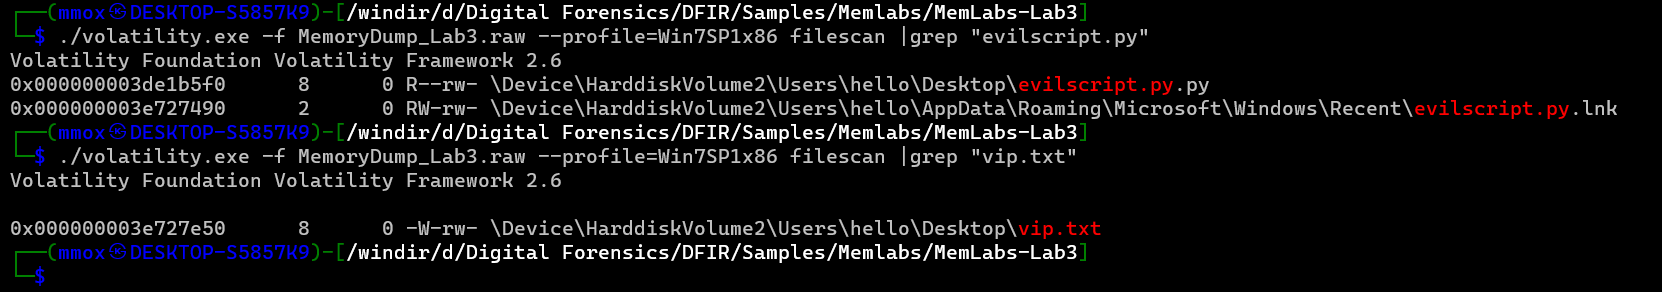 ┌──(mmox㉿DESKTOP-S5857K9)-[/windir/d/Digital Forensics/DFIR/Samples/Memlabs/MemLabs-Lab3]
└─$ ./volatility.exe -f MemoryDump_Lab3.raw --profile=Win7SP1x86 filescan |grep "evilscript.py"
Volatility Foundation Volatility Framework 2.6
0x000000003de1b5f0      8      0 R--rw- \Device\HarddiskVolume2\Users\hello\Desktop\evilscript.py.py
0x000000003e727490      2      0 RW-rw- \Device\HarddiskVolume2\Users\hello\AppData\Roaming\Microsoft\Windows\Recent\evilscript.py.lnk
┌──(mmox㉿DESKTOP-S5857K9)-[/windir/d/Digital Forensics/DFIR/Samples/Memlabs/MemLabs-Lab3]
└─$ ./volatility.exe -f MemoryDump_Lab3.raw --profile=Win7SP1x86 filescan |grep "vip.txt"
Volatility Foundation Volatility Framework 2.6
0x000000003e727e50      8      0 -W-rw- \Device\HarddiskVolume2\Users\hello\Desktop\vip.txt
┌──(mmox㉿DESKTOP-S5857K9)-[/windir/d/Digital Forensics/DFIR/Samples/Memlabs/MemLabs-Lab3]
└─$